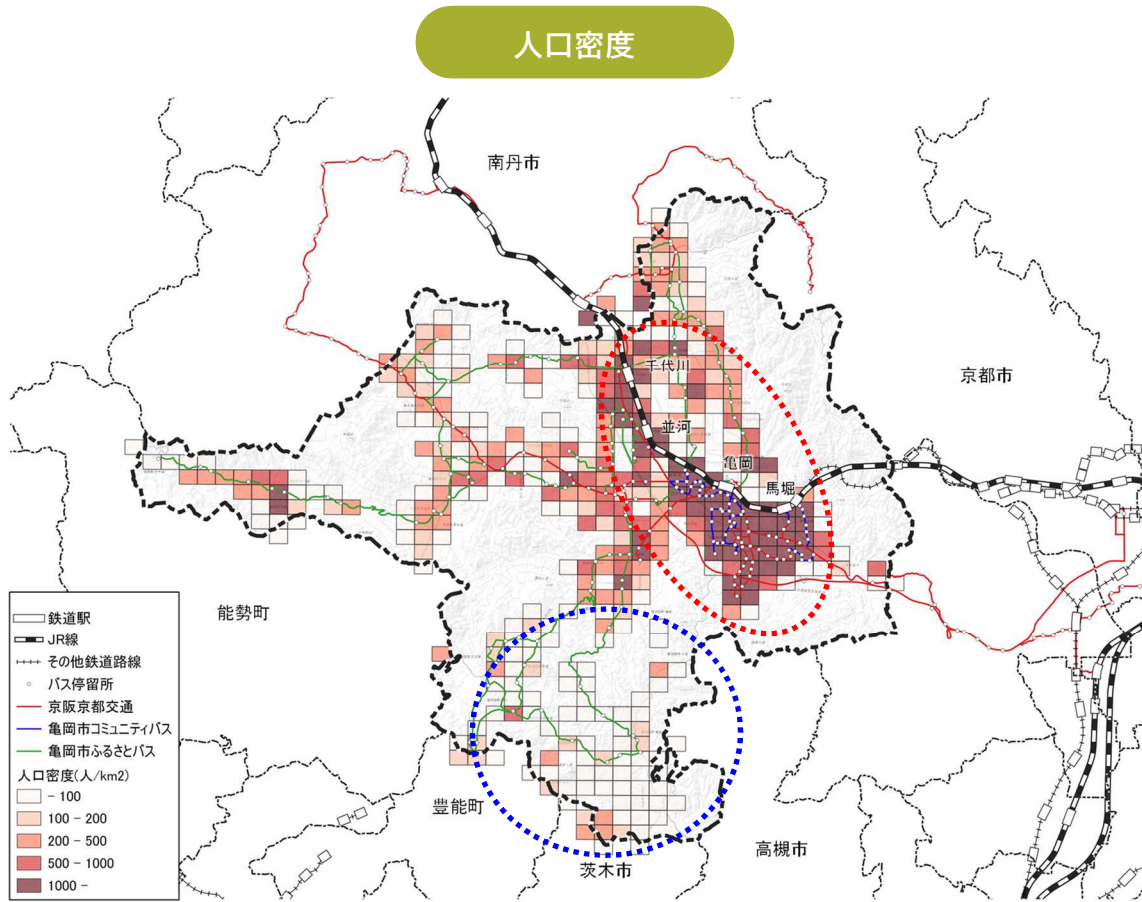 人口密度
南丹市
京都市
千代川
並河
亀岡
馬堀
能勢町
豊能町
茨木市
高槻市
鉄道駅
JR線
その他鉄道路線
バス停留所
京阪京都交通
亀岡市コミュニティバス
亀岡市ふるさとバス
人口密度(人/km2)
- 100
100 - 200
200 - 500
500 - 1000
1000 -